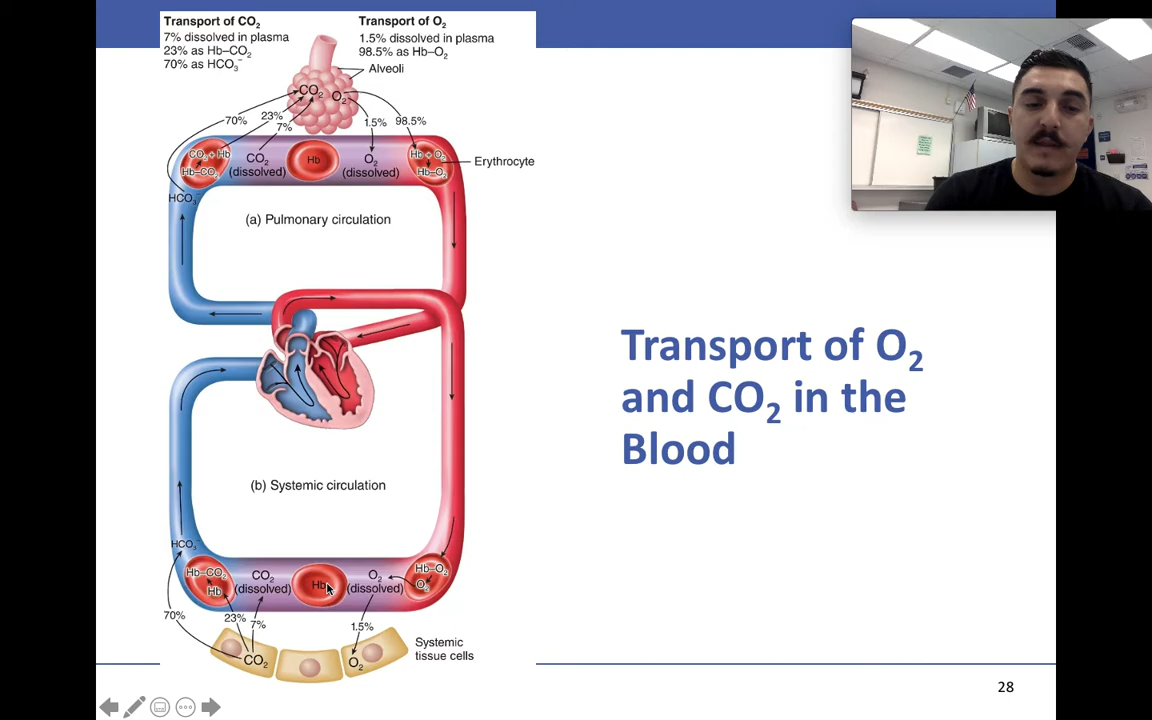 Transport of CO₂
7% dissolved in plasma
23% as Hb–CO₂
70% as HCO₃⁻
Transport of O₂
1.5% dissolved in plasma
98.5% as Hb–O₂
Alveoli
CO₂
O₂
70%
23%
7%
1.5%
98.5%
CO₂ + Hb
Hb–CO₂
CO₂
(dissolved)
Hb
O₂
(dissolved)
Hb + O₂
Hb–O₂
Erythrocyte
HCO₃⁻
(a) Pulmonary circulation
Transport of O₂
and CO₂ in the
Blood
(b) Systemic circulation
HCO₃⁻
Hb–CO₂
Hb
CO₂
(dissolved)
Hb
O₂
(dissolved)
Hb–O₂
O₂
70%
23%
7%
1.5%
CO₂
O₂
Systemic
tissue cells
28